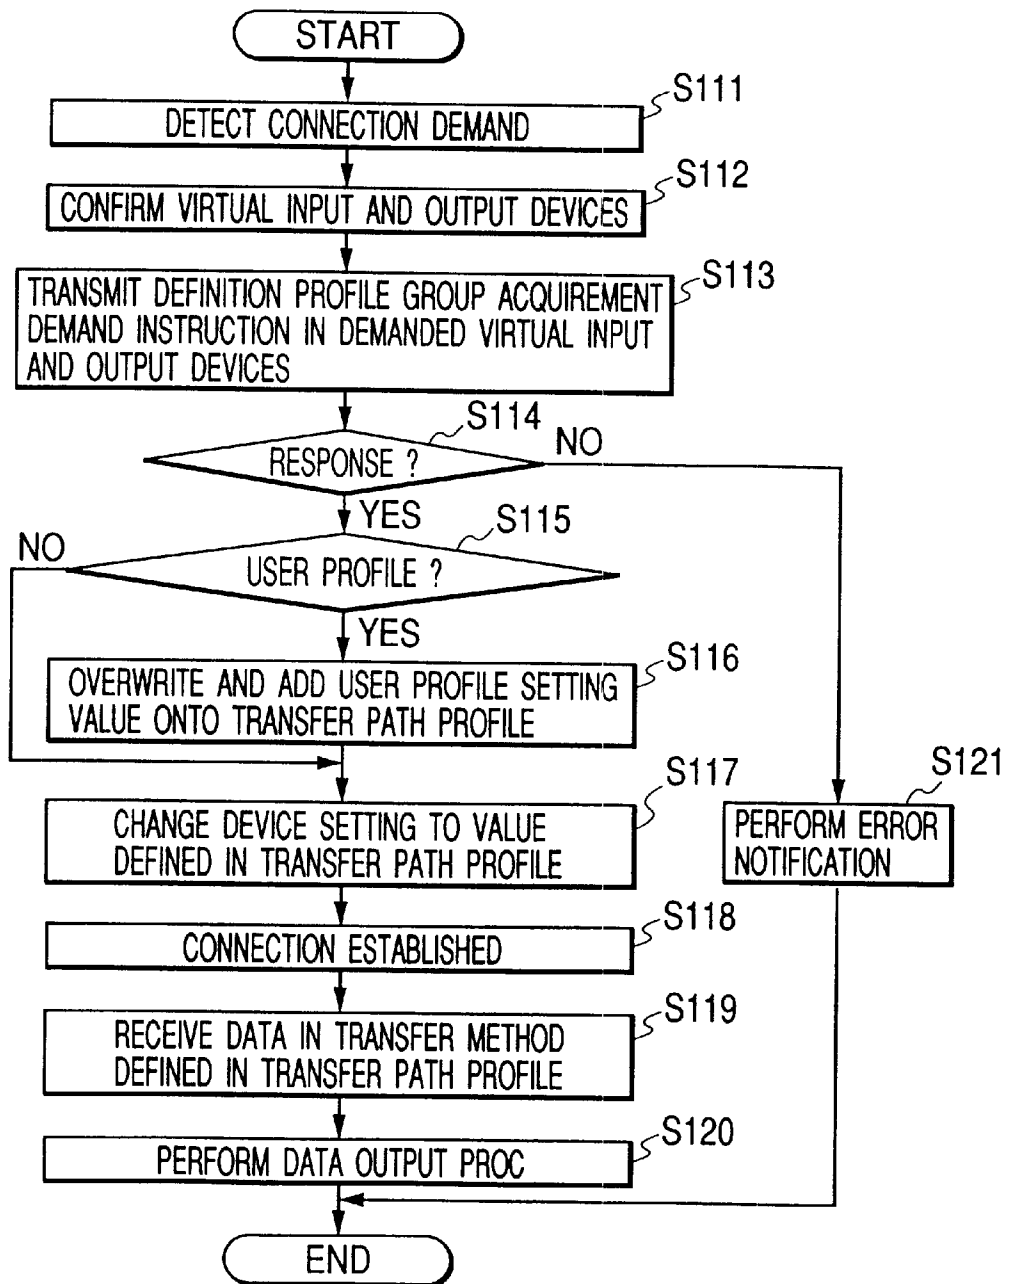 START
S111
DETECT CONNECTION DEMAND
S112
CONFIRM VIRTUAL INPUT AND OUTPUT DEVICES
S113
TRANSMIT DEFINITION PROFILE GROUP ACQUIREMENT
DEMAND INSTRUCTION IN DEMANDED VIRTUAL INPUT
AND OUTPUT DEVICES
S114
NO
RESPONSE ?
YES
S115
NO
USER PROFILE ?
YES
S116
OVERWRITE AND ADD USER PROFILE SETTING
VALUE ONTO TRANSFER PATH PROFILE
S117
CHANGE DEVICE SETTING TO VALUE
DEFINED IN TRANSFER PATH PROFILE
S121
PERFORM ERROR
NOTIFICATION
S118
CONNECTION ESTABLISHED
S119
RECEIVE DATA IN TRANSFER METHOD
DEFINED IN TRANSFER PATH PROFILE
S120
PERFORM DATA OUTPUT PROC
END